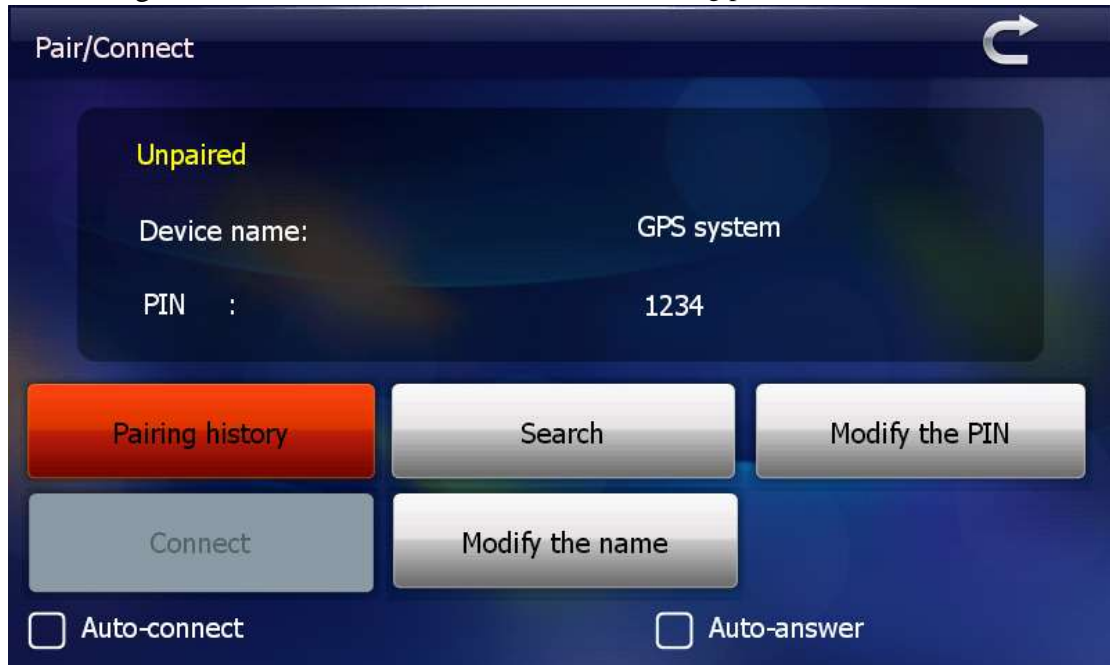 Pair/Connect
Unpaired
Device name: GPS system
PIN : 1234
Pairing history Search Modify the PIN
Connect Modify the name
Auto-connect Auto-answer